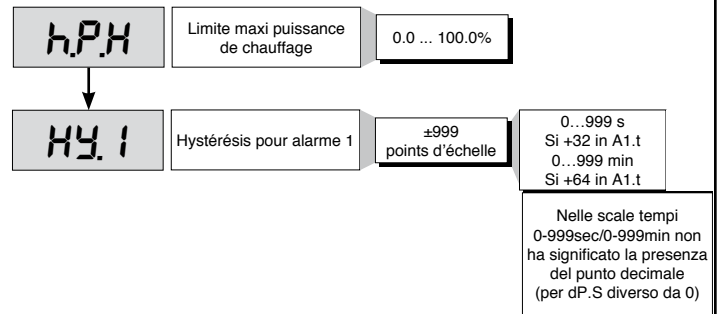 h.P.H
Limite maxi puissance
de chauffage
0.0 ... 100.0%
HY. 1
Hystérésis pour alarme 1
±999
points d'échelle
0…999 s
Si +32 in A1.t
0…999 min
Si +64 in A1.t
Nelle scale tempi
0-999sec/0-999min non
ha significato la presenza
del punto decimale
(per dP.S diverso da 0)